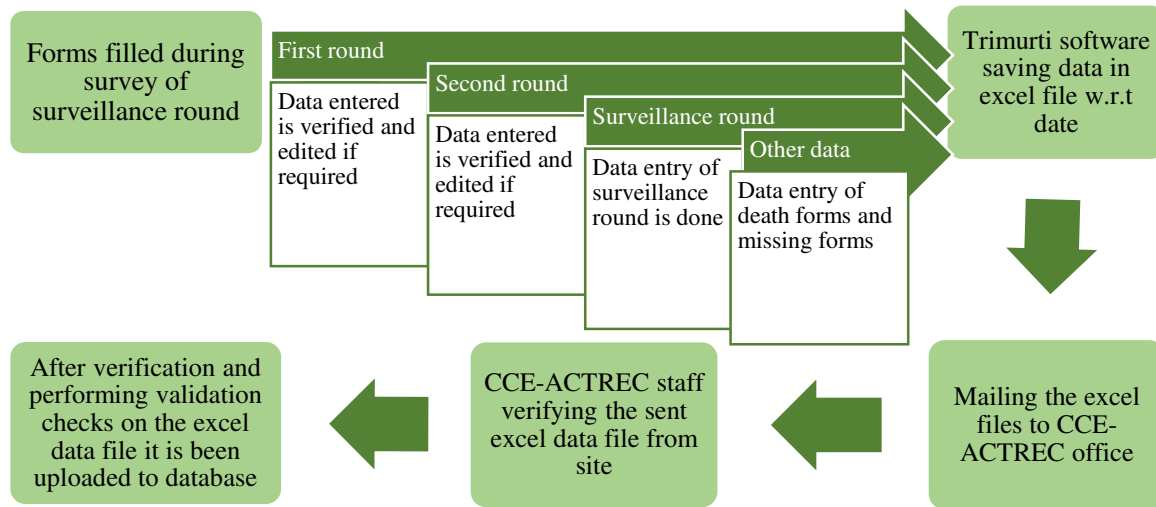 Forms filled during
survey of
surveillance round
First round
Data entered
is verified and
edited if
required
Second round
Data entered
is verified and
edited if
required
Surveillance round
Data entry of
surveillance
round is done
Other data
Data entry of
death forms and
missing forms
Trimurti software
saving data in
excel file w.r.t
date
Mailing the excel
files to CCE-
ACTREC office
CCE-ACTREC staff
verifying the sent
excel data file from
site
After verification and
performing validation
checks on the excel
data file it is been
uploaded to database